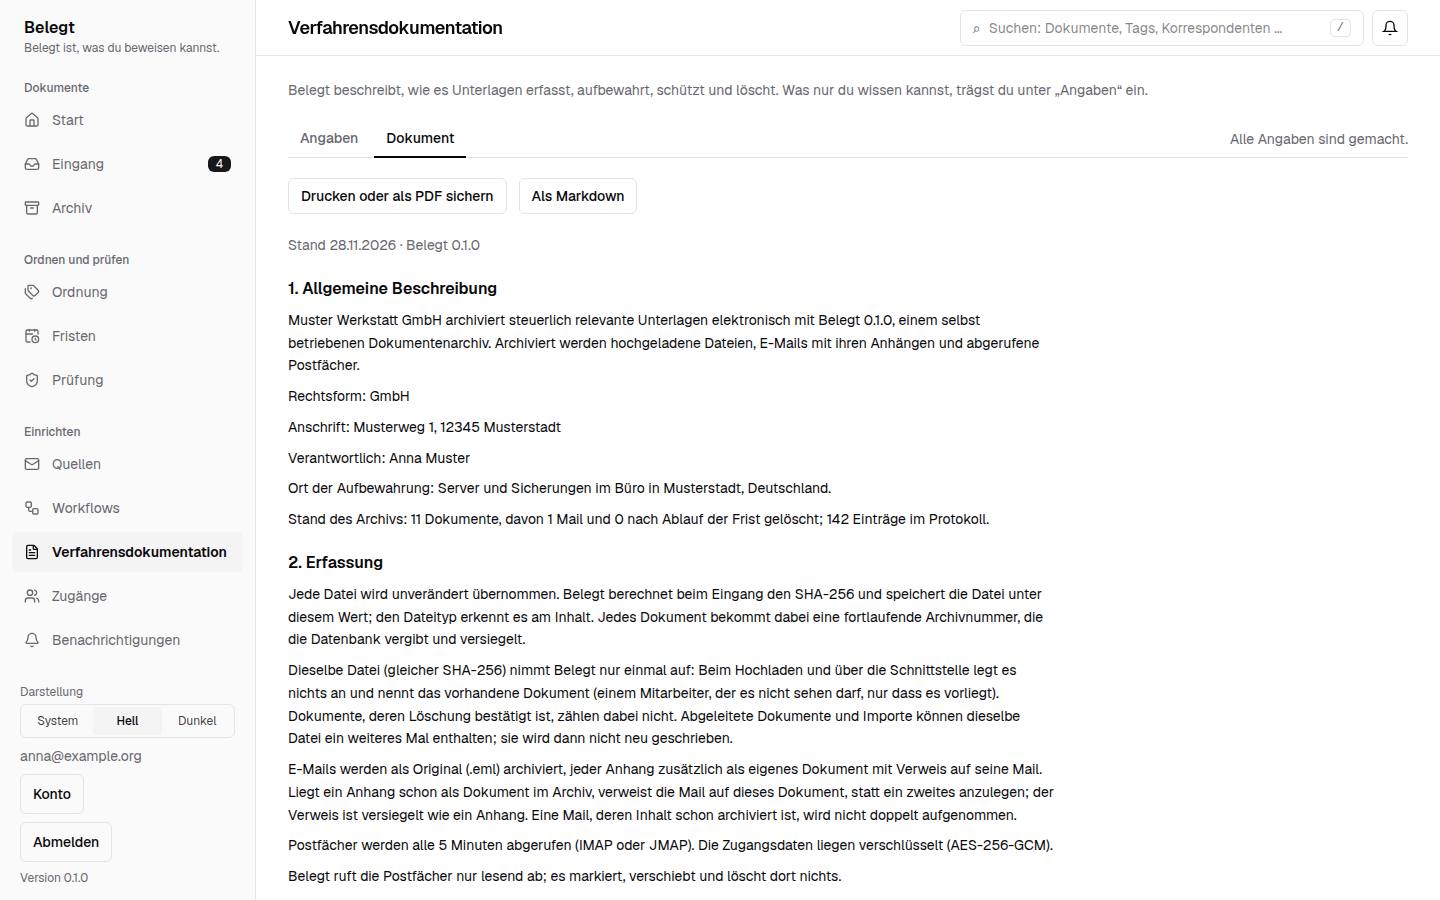 Belegt
Belegt ist, was du beweisen kannst.
Dokumente
Start
Eingang
4
Archiv
Ordnen und prüfen
Ordnung
Fristen
Prüfung
Einrichten
Quellen
Workflows
Verfahrensdokumentation
Zugänge
Benachrichtigungen
Darstellung
System
Hell
Dunkel
anna@example.org
Konto
Abmelden
Version 0.1.0
Verfahrensdokumentation
Suchen: Dokumente, Tags, Korrespondenten …
/
Belegt beschreibt, wie es Unterlagen erfasst, aufbewahrt, schützt und löscht. Was nur du wissen kannst, trägst du unter „Angaben“ ein.
Angaben
Dokument
Alle Angaben sind gemacht.
Drucken oder als PDF sichern
Als Markdown
Stand 28.11.2026 · Belegt 0.1.0
1. Allgemeine Beschreibung
Muster Werkstatt GmbH archiviert steuerlich relevante Unterlagen elektronisch mit Belegt 0.1.0, einem selbst
betriebenen Dokumentenarchiv. Archiviert werden hochgeladene Dateien, E-Mails mit ihren Anhängen und abgerufene
Postfächer.
Rechtsform: GmbH
Anschrift: Musterweg 1, 12345 Musterstadt
Verantwortlich: Anna Muster
Ort der Aufbewahrung: Server und Sicherungen im Büro in Musterstadt, Deutschland.
Stand des Archivs: 11 Dokumente, davon 1 Mail und 0 nach Ablauf der Frist gelöscht; 142 Einträge im Protokoll.
2. Erfassung
Jede Datei wird unverändert übernommen. Belegt berechnet beim Eingang den SHA-256 und speichert die Datei unter
diesem Wert; den Dateityp erkennt es am Inhalt. Jedes Dokument bekommt dabei eine fortlaufende Archivnummer, die
die Datenbank vergibt und versiegelt.
Dieselbe Datei (gleicher SHA-256) nimmt Belegt nur einmal auf: Beim Hochladen und über die Schnittstelle legt es
nichts an und nennt das vorhandene Dokument (einem Mitarbeiter, der es nicht sehen darf, nur dass es vorliegt).
Dokumente, deren Löschung bestätigt ist, zählen dabei nicht. Abgeleitete Dokumente und Importe können dieselbe
Datei ein weiteres Mal enthalten; sie wird dann nicht neu geschrieben.
E-Mails werden als Original (.eml) archiviert, jeder Anhang zusätzlich als eigenes Dokument mit Verweis auf seine Mail.
Liegt ein Anhang schon als Dokument im Archiv, verweist die Mail auf dieses Dokument, statt ein zweites anzulegen; der
Verweis ist versiegelt wie ein Anhang. Eine Mail, deren Inhalt schon archiviert ist, wird nicht doppelt aufgenommen.
Postfächer werden alle 5 Minuten abgerufen (IMAP oder JMAP). Die Zugangsdaten liegen verschlüsselt (AES-256-GCM).
Belegt ruft die Postfächer nur lesend ab; es markiert, verschiebt und löscht dort nichts.